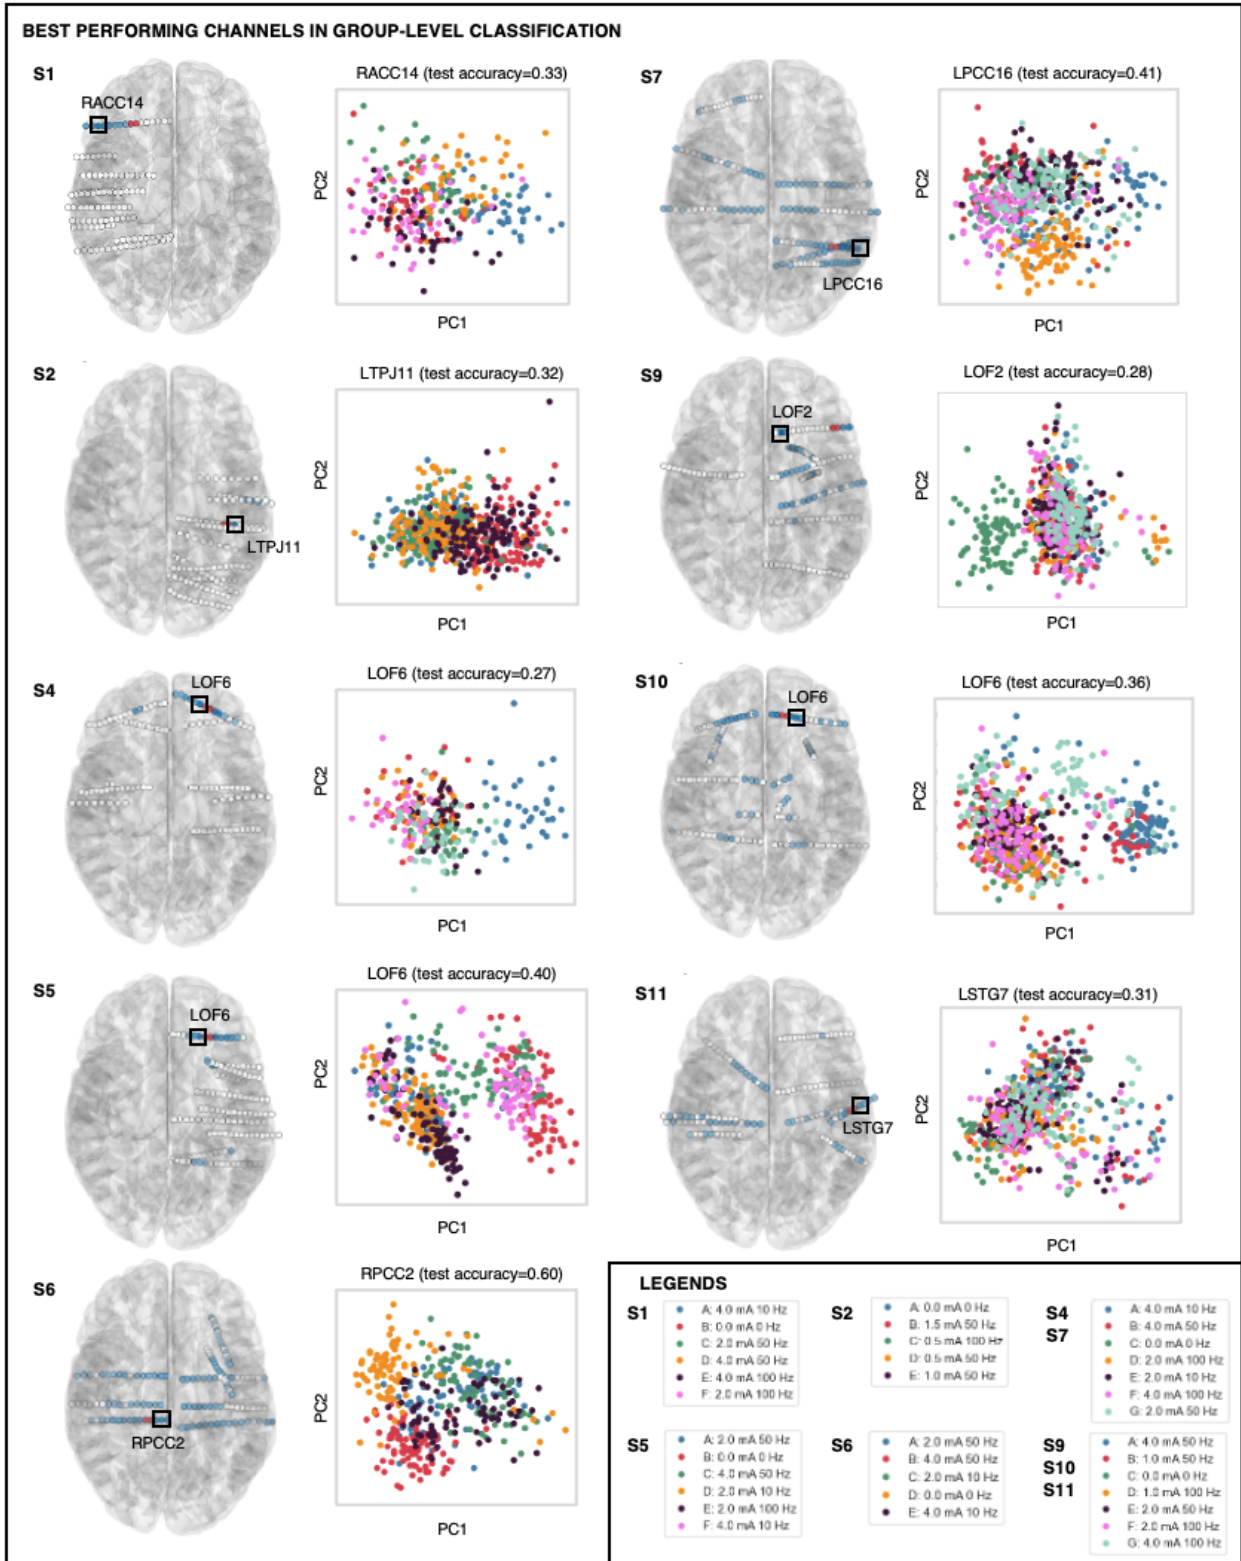 BEST PERFORMING CHANNELS IN GROUP-LEVEL CLASSIFICATION
S1
RACC14
RACC14 (test accuracy=0.33)
PC2
PC1
S7
LPCC16
LPCC16 (test accuracy=0.41)
PC2
PC1
S2
LTPJ11
LTPJ11 (test accuracy=0.32)
PC2
PC1
S9
LOF2
LOF2 (test accuracy=0.28)
PC2
PC1
S4
LOF6
LOF6 (test accuracy=0.27)
PC2
PC1
S10
LOF6
LOF6 (test accuracy=0.36)
PC2
PC1
S5
LOF6
LOF6 (test accuracy=0.40)
PC2
PC1
S11
LSTG7
LSTG7 (test accuracy=0.31)
PC2
PC1
S6
RPCC2
RPCC2 (test accuracy=0.60)
PC2
PC1
LEGENDS
S1
A: 4.0 mA 10 Hz
B: 0.0 mA 0 Hz
C: 2.0 mA 50 Hz
D: 4.0 mA 50 Hz
E: 4.0 mA 100 Hz
F: 2.0 mA 100 Hz
S2
A: 0.0 mA 0 Hz
B: 1.5 mA 50 Hz
C: 0.5 mA 100 Hz
D: 0.5 mA 50 Hz
E: 1.0 mA 50 Hz
S4
S7
A: 4.0 mA 10 Hz
B: 4.0 mA 50 Hz
C: 0.0 mA 0 Hz
D: 2.0 mA 100 Hz
E: 2.0 mA 10 Hz
F: 4.0 mA 100 Hz
G: 2.0 mA 50 Hz
S5
A: 2.0 mA 50 Hz
B: 0.0 mA 0 Hz
C: 4.0 mA 50 Hz
D: 2.0 mA 10 Hz
E: 2.0 mA 100 Hz
F: 4.0 mA 10 Hz
S6
A: 2.0 mA 50 Hz
B: 4.0 mA 50 Hz
C: 2.0 mA 10 Hz
D: 0.0 mA 0 Hz
E: 4.0 mA 10 Hz
S9
S10
S11
A: 4.0 mA 50 Hz
B: 1.0 mA 50 Hz
C: 0.0 mA 0 Hz
D: 1.0 mA 100 Hz
E: 2.0 mA 50 Hz
F: 2.0 mA 100 Hz
G: 4.0 mA 100 Hz